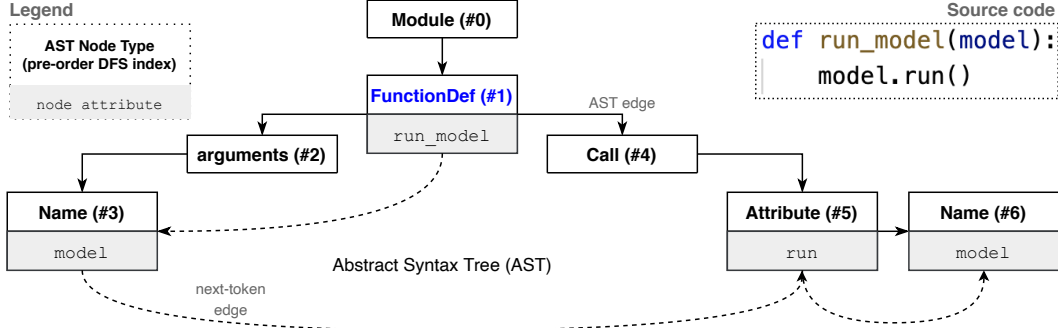 Legend
AST Node Type
(pre-order DFS index)
node attribute
Module (#0)
Source code
def run_model(model):
model.run()
FunctionDef (#1)
run_model
AST edge
arguments (#2)
Call (#4)
Name (#3)
model
Attribute (#5)
run
Name (#6)
model
Abstract Syntax Tree (AST)
next-token
edge